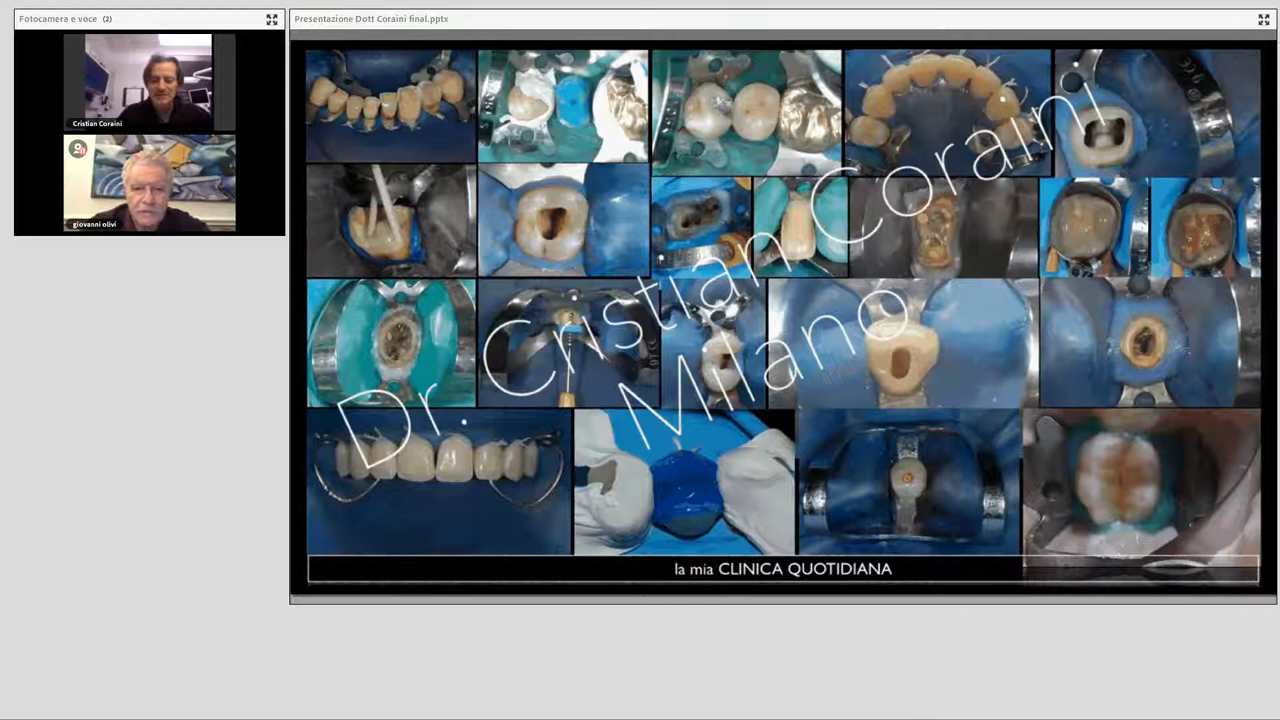 Fotocamera e voce (2)
Presentazione Dott Coraini final.pptx
Cristian Coraini
giovanni olivi
Dr. Cristian Coraini
Milano
la mia CLINICA QUOTIDIANA